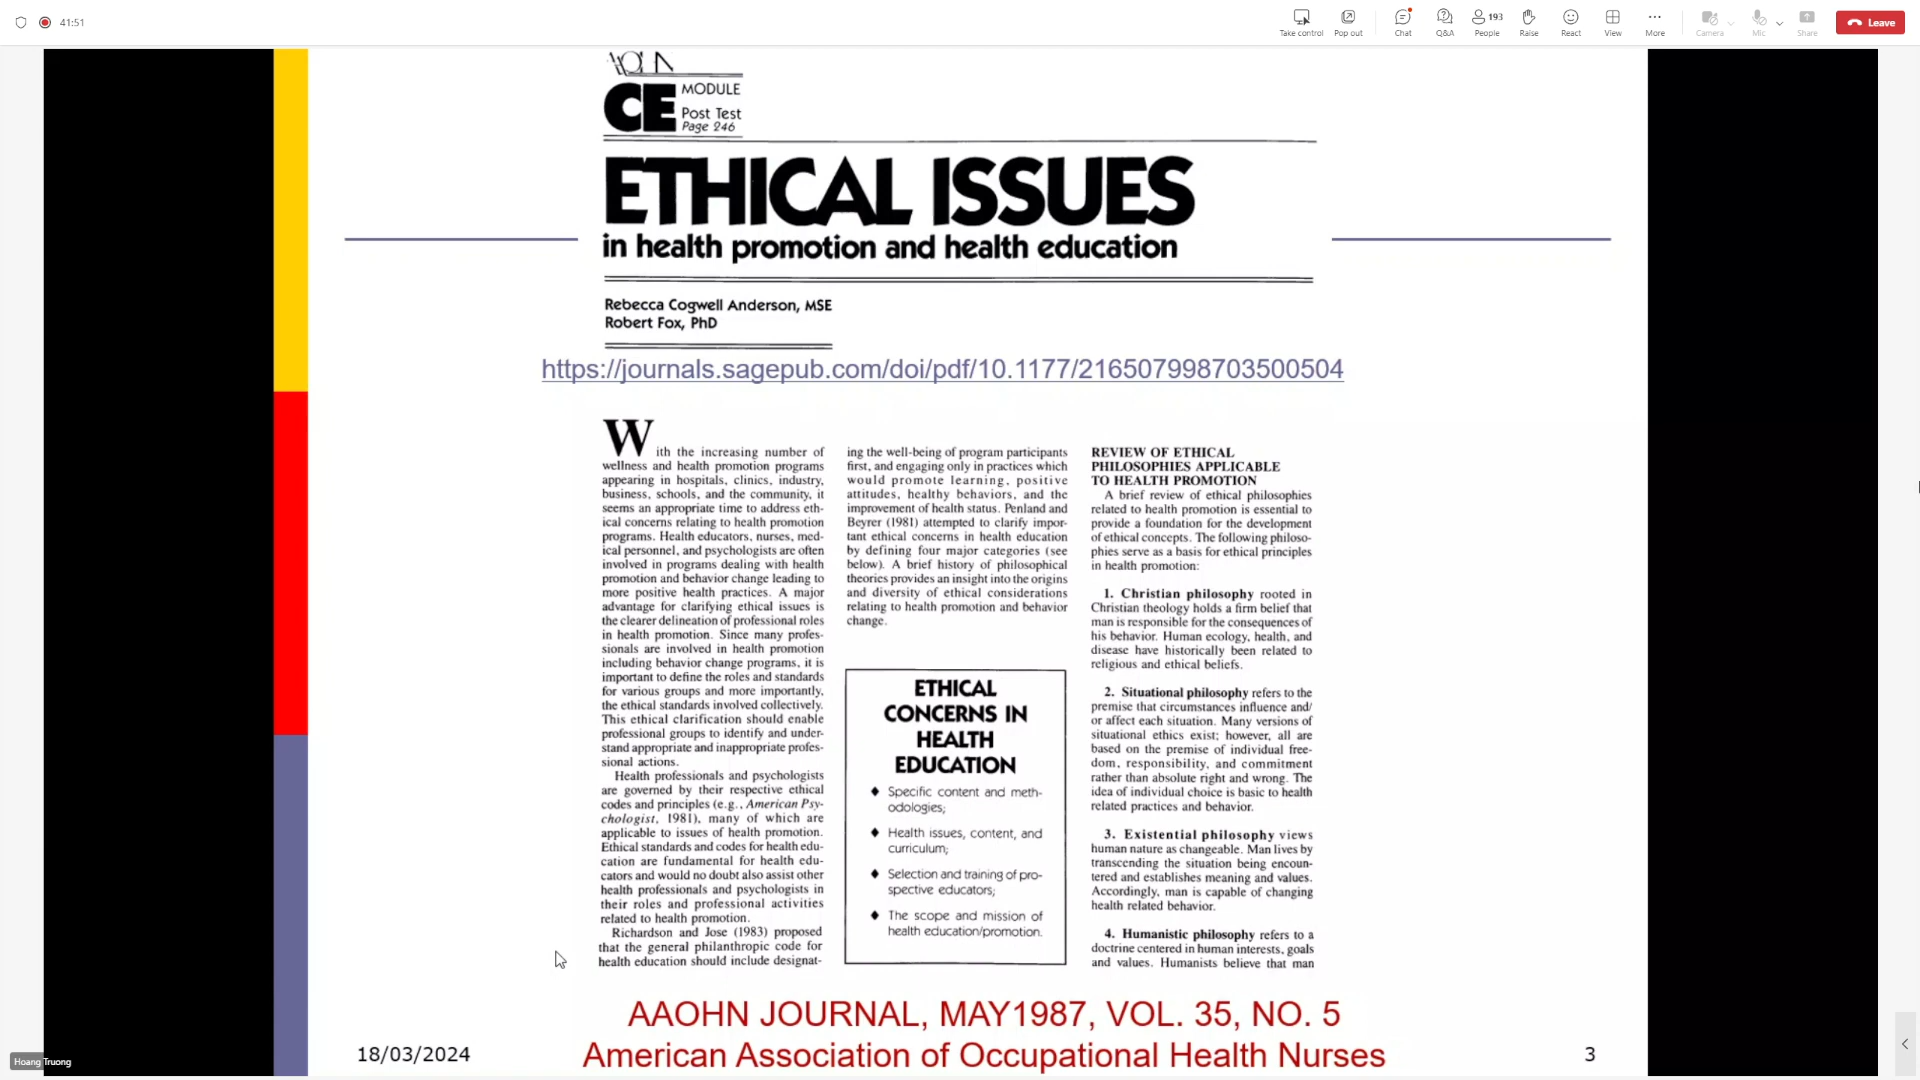 41:51
Take control
Pop out
Chat
Q&A
193
People
Raise
React
View
More
Camera
Mic
Share
Leave
CE
MODULE
Post Test
Page 246
ETHICAL ISSUES
in health promotion and health education
Rebecca Cogwell Anderson, MSE
Robert Fox, PhD
https://journals.sagepub.com/doi/pdf/10.1177/216507998703500504
With the increasing number of
wellness and health promotion programs
appearing in hospitals, clinics, industry,
business, schools, and the community, it
seems an appropriate time to address eth-
ical concerns relating to health promotion
programs. Health educators, nurses, med-
ical personnel, and psychologists are often
involved in programs dealing with health
promotion and behavior change leading to
more positive health practices. A major
advantage for clarifying ethical issues is
the clearer delineation of professional roles
in health promotion. Since many profes-
sionals are involved in health promotion
including behavior change programs, it is
important to define the roles and standards
for various groups and more importantly,
the ethical standards involved collectively.
This ethical clarification should enable
professional groups to identify and under-
stand appropriate and inappropriate profes-
sional actions.
Health professionals and psychologists
are governed by their respective ethical
codes and principles (e.g., American Psy-
chologist, 1981), many of which are
applicable to issues of health promotion.
Ethical standards and codes for health edu-
cation are fundamental for health edu-
cators and would no doubt also assist other
health professionals and psychologists in
their roles and professional activities
related to health promotion.
Richardson and Jose (1983) proposed
that the general philanthropic code for
health education should include designat-
ing the well-being of program participants
first, and engaging only in practices which
would promote learning, positive
attitudes, healthy behaviors, and the
improvement of health status. Penland and
Beyrer (1981) attempted to clarify impor-
tant ethical concerns in health education
by defining four major categories (see
below). A brief history of philosophical
theories provides an insight into the origins
and diversity of ethical considerations
relating to health promotion and behavior
change.
ETHICAL
CONCERNS IN
HEALTH
EDUCATION
♦ Specific content and meth-
odologies;
♦ Health issues, content, and
curriculum;
♦ Selection and training of pro-
spective educators;
♦ The scope and mission of
health education/promotion.
REVIEW OF ETHICAL
PHILOSOPHIES APPLICABLE
TO HEALTH PROMOTION
A brief review of ethical philosophies
related to health promotion is essential to
provide a foundation for the development
of ethical concepts. The following philoso-
phies serve as a basis for ethical principles
in health promotion:
1. Christian philosophy rooted in
Christian theology holds a firm belief that
man is responsible for the consequences of
his behavior. Human ecology, health, and
disease have historically been related to
religious and ethical beliefs.
2. Situational philosophy refers to the
premise that circumstances influence and/
or affect each situation. Many versions of
situational ethics exist; however, all are
based on the premise of individual free-
dom, responsibility, and commitment
rather than absolute right and wrong. The
idea of individual choice is basic to health
related practices and behavior.
3. Existential philosophy views
human nature as changeable. Man lives by
transcending the situation being encoun-
tered and establishes meaning and values.
Accordingly, man is capable of changing
health related behavior.
4. Humanistic philosophy refers to a
doctrine centered in human interests, goals
and values. Humanists believe that man
AAOHN JOURNAL, MAY1987, VOL. 35, NO. 5
American Association of Occupational Health Nurses
18/03/2024
3
Hoang Truong